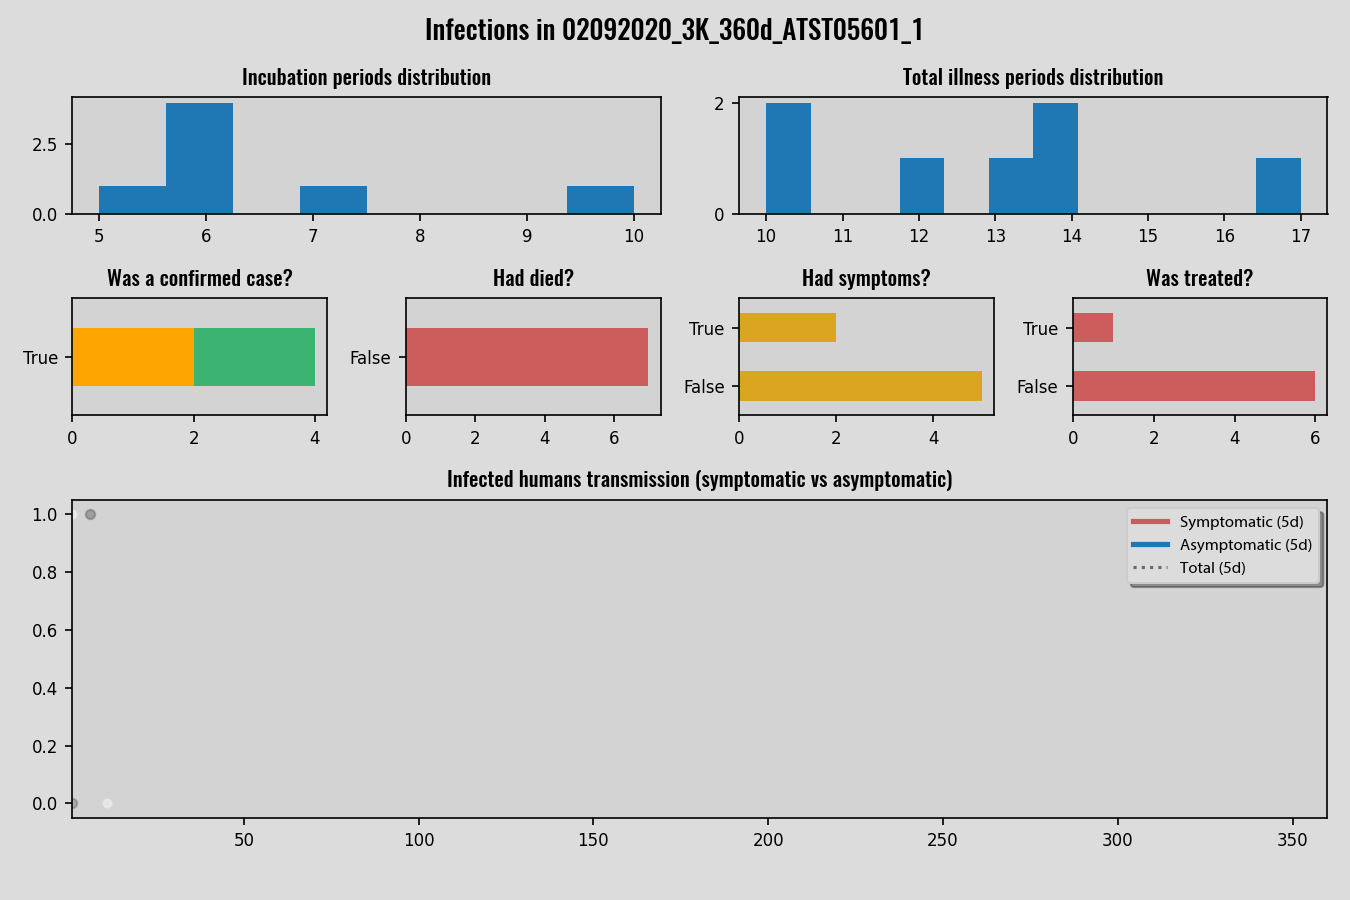 Infections in 02092020_3K_360d_ATST05601_1
Incubation periods distribution
Total illness periods distribution
2.5
0.0
5 6 7 8 9 10
2
0
10 11 12 13 14 15 16 17
Was a confirmed case?
Had died?
Had symptoms?
Was treated?
True
0 2 4
False
0 2 4 6
True
False
0 2 4
True
False
0 2 4 6
Infected humans transmission (symptomatic vs asymptomatic)
1.0
0.8
0.6
0.4
0.2
0.0
Symptomatic (5d)
Asymptomatic (5d)
Total (5d)
50 100 150 200 250 300 350